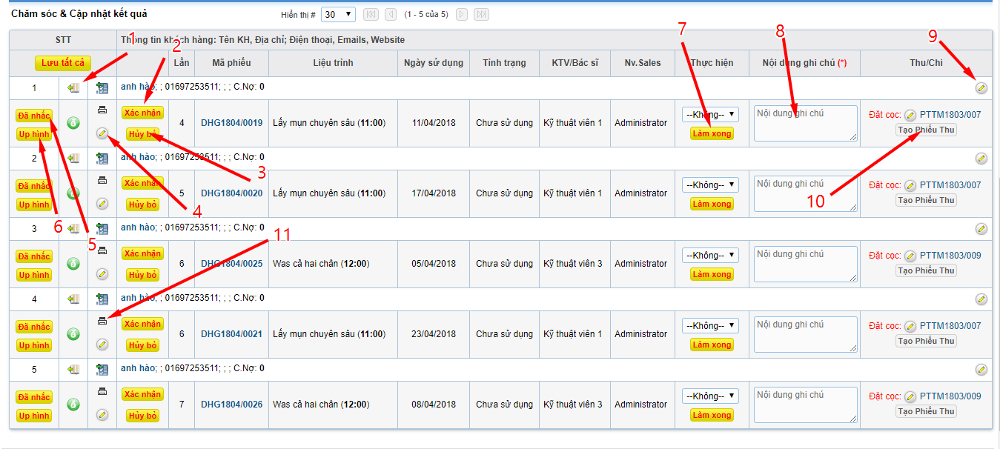 Chăm sóc & Cập nhật kết quả Hiển thị # 30 (1 - 5 của 5)
STT Thông tin khách hàng: Tên KH, Địa chỉ; Điện thoại, Emails, Website
1 2 7 8 9
Lưu tất cả Lần Mã phiếu Liệu trình Ngày sử dụng Tình trạng KTV/Bác sĩ Nv.Sales Thực hiện Nội dung ghi chú (*) Thu/Chi
1 anh hào; ; 01697253511; ; ; C.Nợ: 0
Đã nhắc Xác nhận 4 DHG1804/0019 Lấy mụn chuyên sâu (11:00) 11/04/2018 Chưa sử dụng Kỹ thuật viên 1 Administrator --Không-- Nội dung ghi chú Đặt cọc: PTTM1803/007
Up hình Hủy bỏ Làm xong Tạo Phiếu Thu
2 anh hào; ; 01697253511; ; ; C.Nợ: 0
3
Đã nhắc Xác nhận 5 DHG1804/0020 Lấy mụn chuyên sâu (11:00) 17/04/2018 Chưa sử dụng Kỹ thuật viên 1 Administrator --Không-- Nội dung ghi chú Đặt cọc: PTTM1803/007
Up hình Hủy bỏ Làm xong Tạo Phiếu Thu
4 10
3 anh hào; ; 01697253511; ; ; C.Nợ: 0
6 5 11
Đã nhắc Xác nhận 6 DHG1804/0025 Was cả hai chân (12:00) 05/04/2018 Chưa sử dụng Kỹ thuật viên 3 Administrator --Không-- Nội dung ghi chú Đặt cọc: PTTM1803/009
Up hình Hủy bỏ Làm xong Tạo Phiếu Thu
4 anh hào; ; 01697253511; ; ; C.Nợ: 0
Đã nhắc Xác nhận 6 DHG1804/0021 Lấy mụn chuyên sâu (11:00) 23/04/2018 Chưa sử dụng Kỹ thuật viên 1 Administrator --Không-- Nội dung ghi chú Đặt cọc: PTTM1803/007
Up hình Hủy bỏ Làm xong Tạo Phiếu Thu
5 anh hào; ; 01697253511; ; ; C.Nợ: 0
Đã nhắc Xác nhận 7 DHG1804/0026 Was cả hai chân (12:00) 08/04/2018 Chưa sử dụng Kỹ thuật viên 3 Administrator --Không-- Nội dung ghi chú Đặt cọc: PTTM1803/009
Up hình Hủy bỏ Làm xong Tạo Phiếu Thu